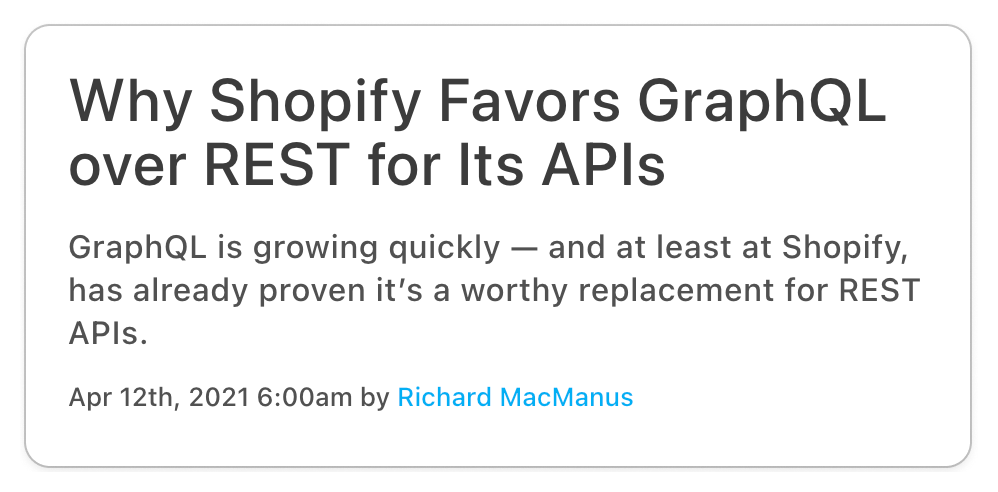 Why Shopify Favors GraphQL
over REST for Its APIs
GraphQL is growing quickly — and at least at Shopify,
has already proven it’s a worthy replacement for REST
APIs.
Apr 12th, 2021 6:00am by Richard MacManus